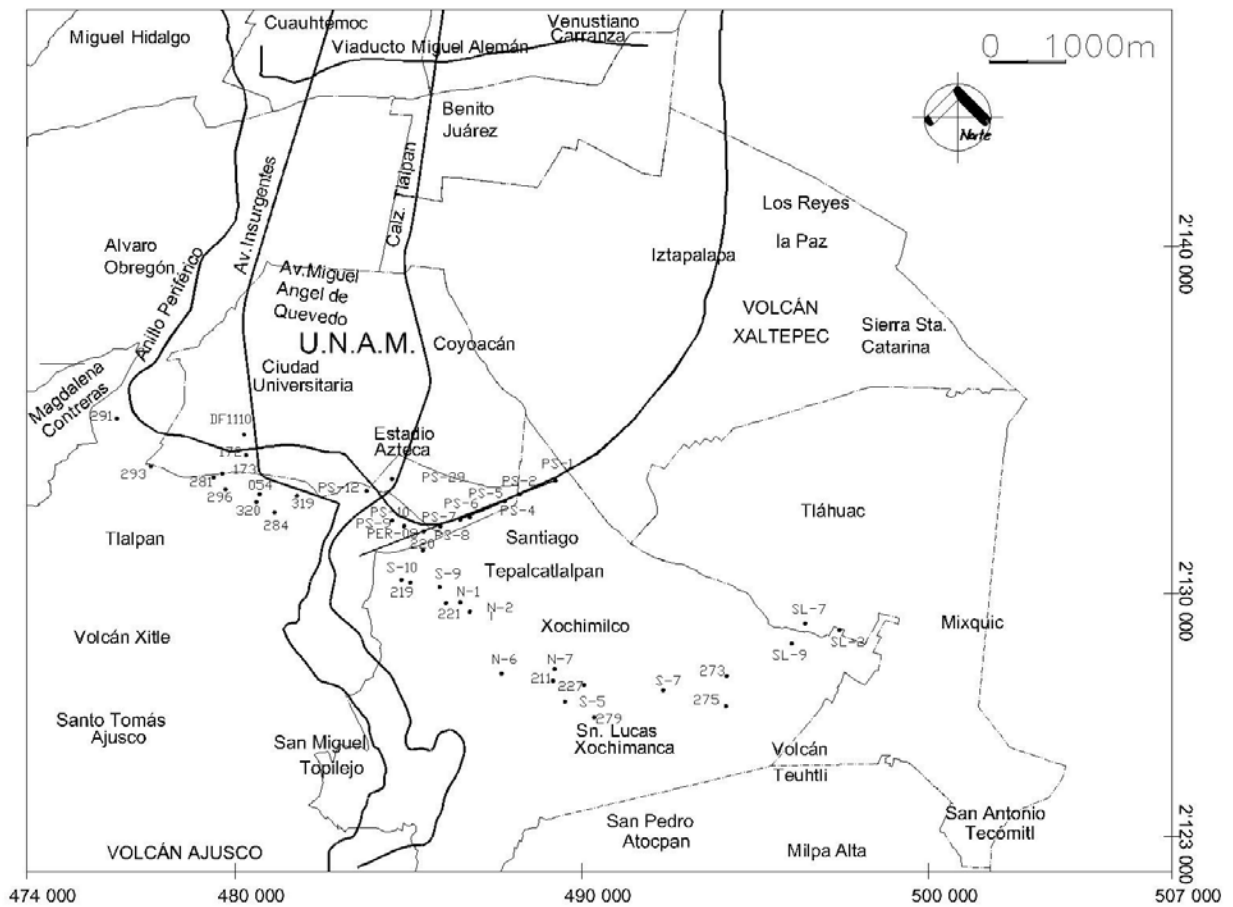 Miguel Hidalgo
Cuauhtémoc
Venustiano
Carranza
Viaducto Miguel Alemán
0 1000m
Norte
Benito
Juárez
Calz. Tlalpan
Av. Insurgentes
Anillo Periférico
Alvaro
Obregón
Av.Miguel
Angel de
Quevedo
U.N.A.M.
Coyoacán
Ciudad
Universitaria
Iztapalapa
Los Reyes
la Paz
VOLCÁN
XALTEPEC
Sierra Sta.
Catarina
2'140 000
Magdalena
Contreras
291
DF1110
172
173
293
281
296
054
320
284
319
Estadio
Azteca
PS-12
PS-29
PS-1
PS-2
PS-5
PS-4
PS-6
PS-7
PS-10
PS-9
PER-09
PS-8
220
Tlalpan
Santiago
Tepalcatlalpan
Tláhuac
S-10
219
S-9
221
N-1
N-2
2'130 000
Xochimilco
SL-7
SL-3
SL-9
Mixquic
Volcán Xitle
N-6
N-7
211
227
S-5
279
S-7
273
275
Sn. Lucas
Xochimanca
Santo Tomás
Ajusco
San Miguel
Topilejo
Volcán
Teuhtli
San Pedro
Atocpan
San Antonio
Tecómitl
Milpa Alta
VOLCÁN AJUSCO
2'123 000
474 000
480 000
490 000
500 000
507 000